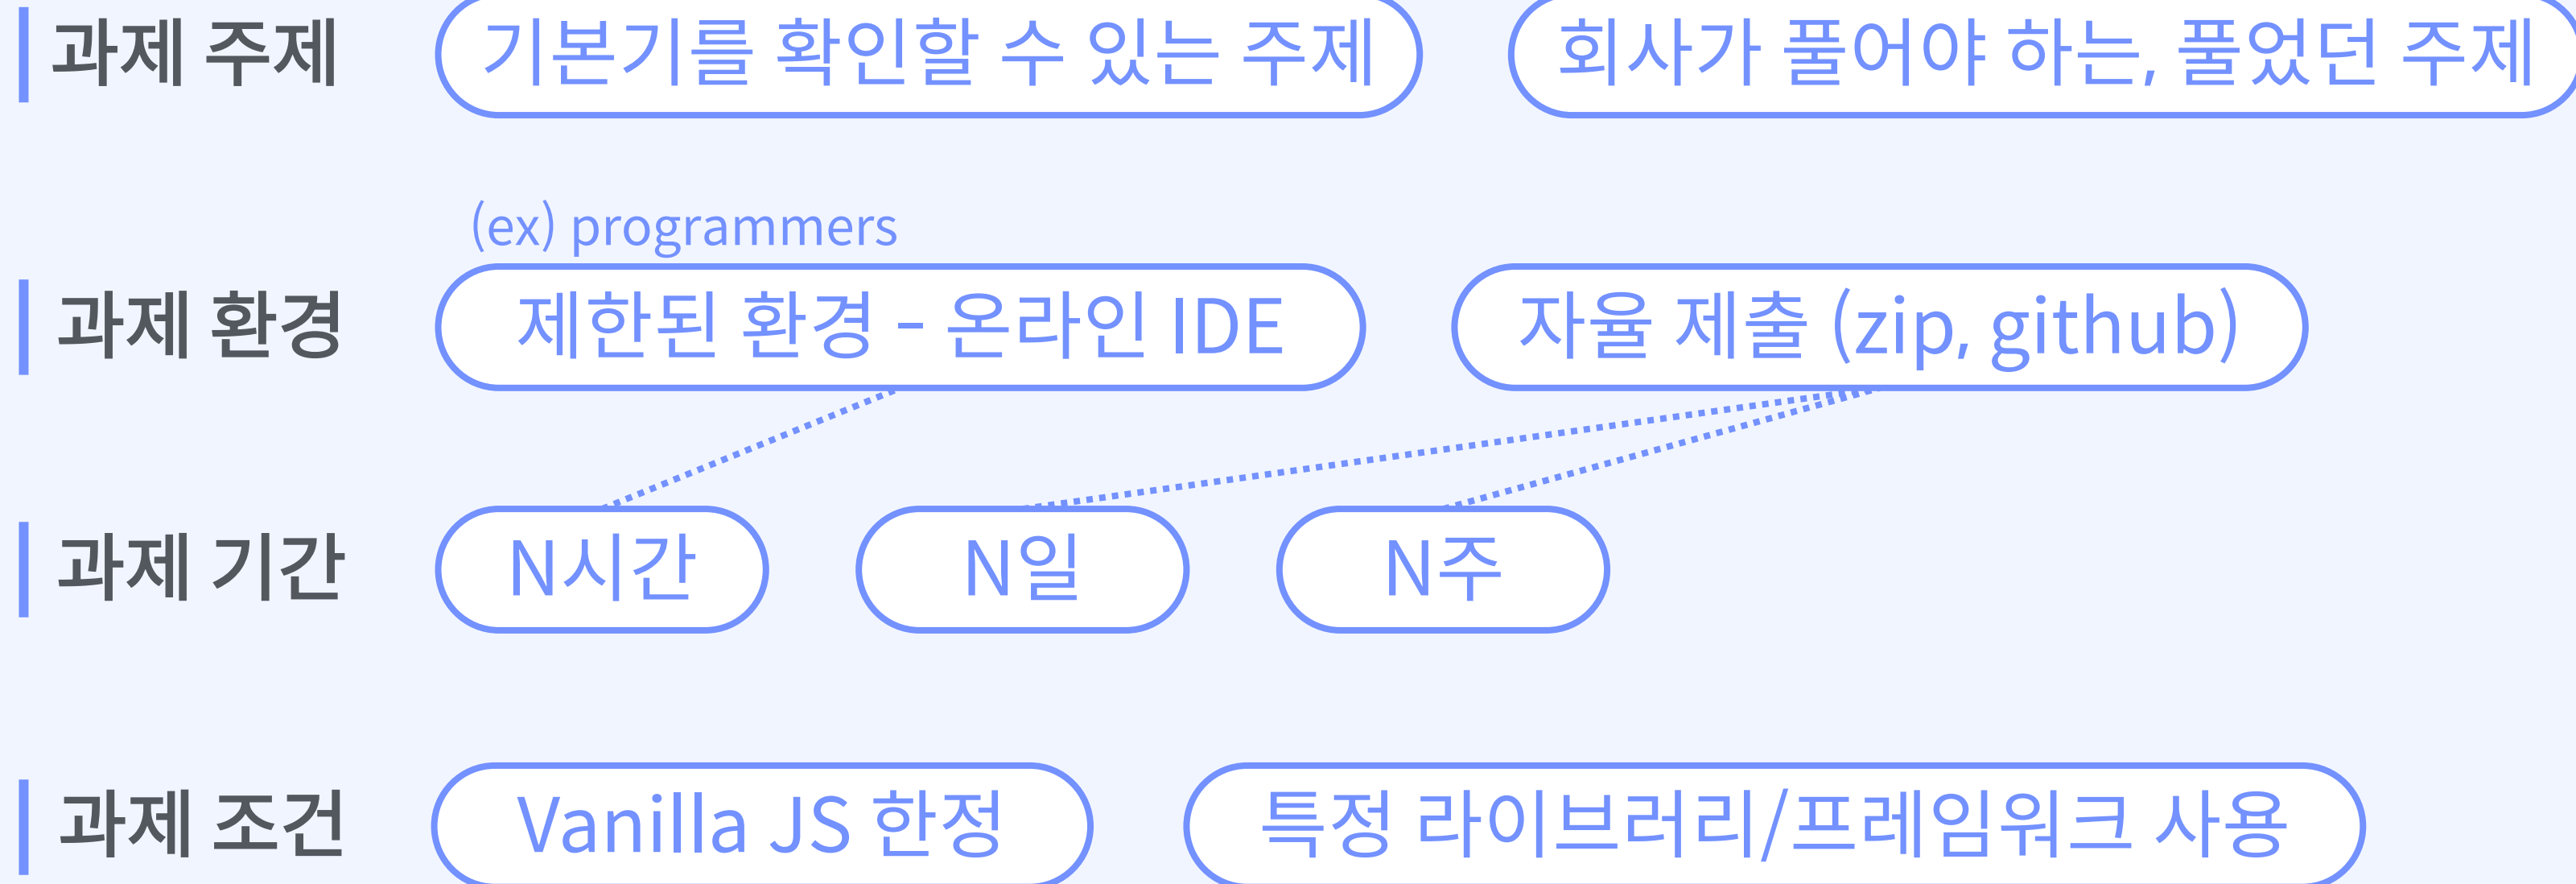 과제 주제 기본기를 확인할 수 있는 주제 회사가 풀어야 하는, 풀었던 주제
(ex) programmers
과제 환경 제한된 환경 - 온라인 IDE 자율 제출 (zip, github)
과제 기간 N시간 N일 N주
과제 조건 Vanilla JS 한정 특정 라이브러리/프레임워크 사용